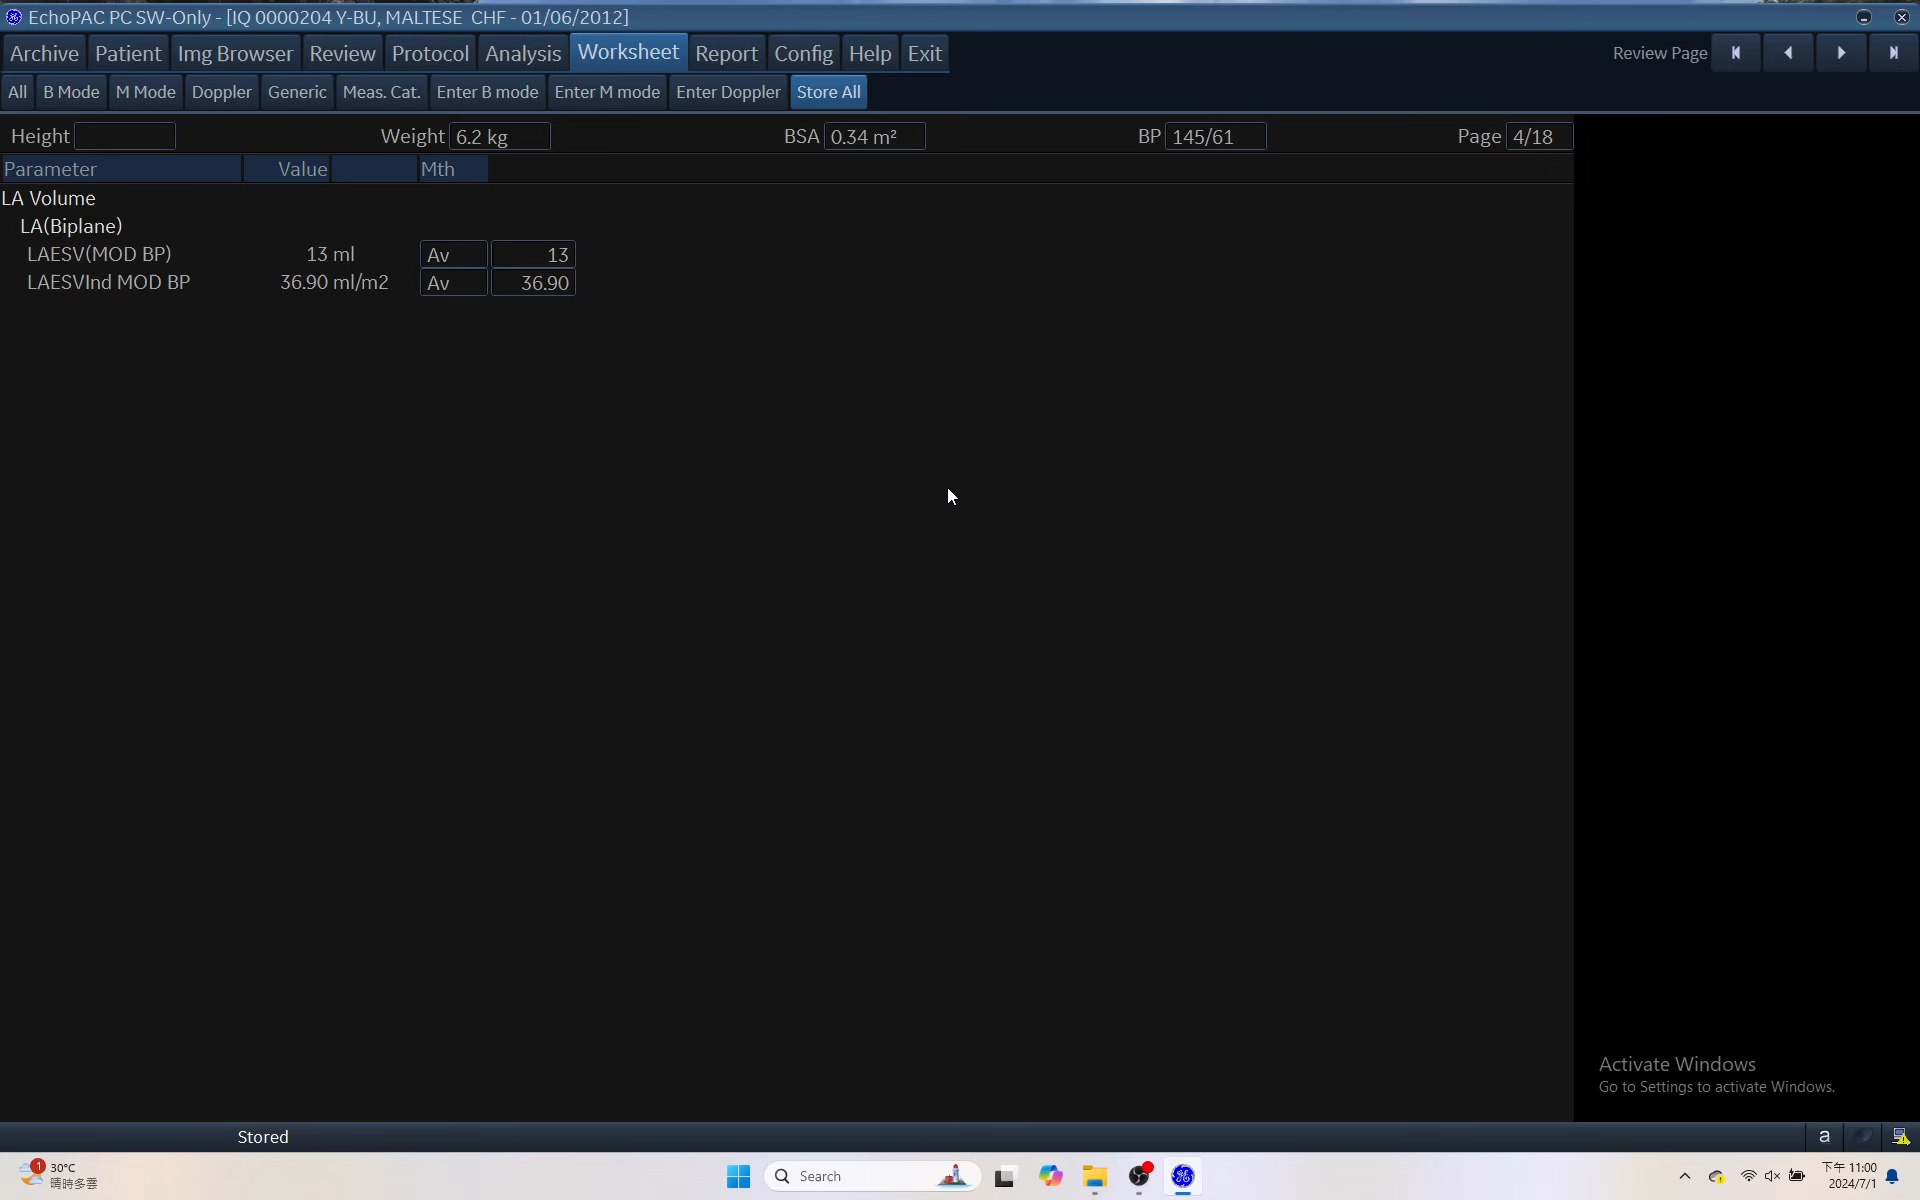 EchoPAC PC SW-Only - [IQ 0000204 Y-BU, MALTESE CHF - 01/06/2012]
Archive Patient Img Browser Review Protocol Analysis Worksheet Report Config Help Exit Review Page
All B Mode M Mode Doppler Generic Meas. Cat. Enter B mode Enter M mode Enter Doppler Store All
Height Weight 6.2 kg BSA 0.34 m² BP 145/61 Page 4/18
Parameter Value Mth
LA Volume
LA(Biplane)
LAESV(MOD BP) 13 ml Av 13
LAESVInd MOD BP 36.90 ml/m2 Av 36.90
Activate Windows
Go to Settings to activate Windows.
Stored a
1 30°C
晴時多雲
Search
下午 11:00
2024/7/1